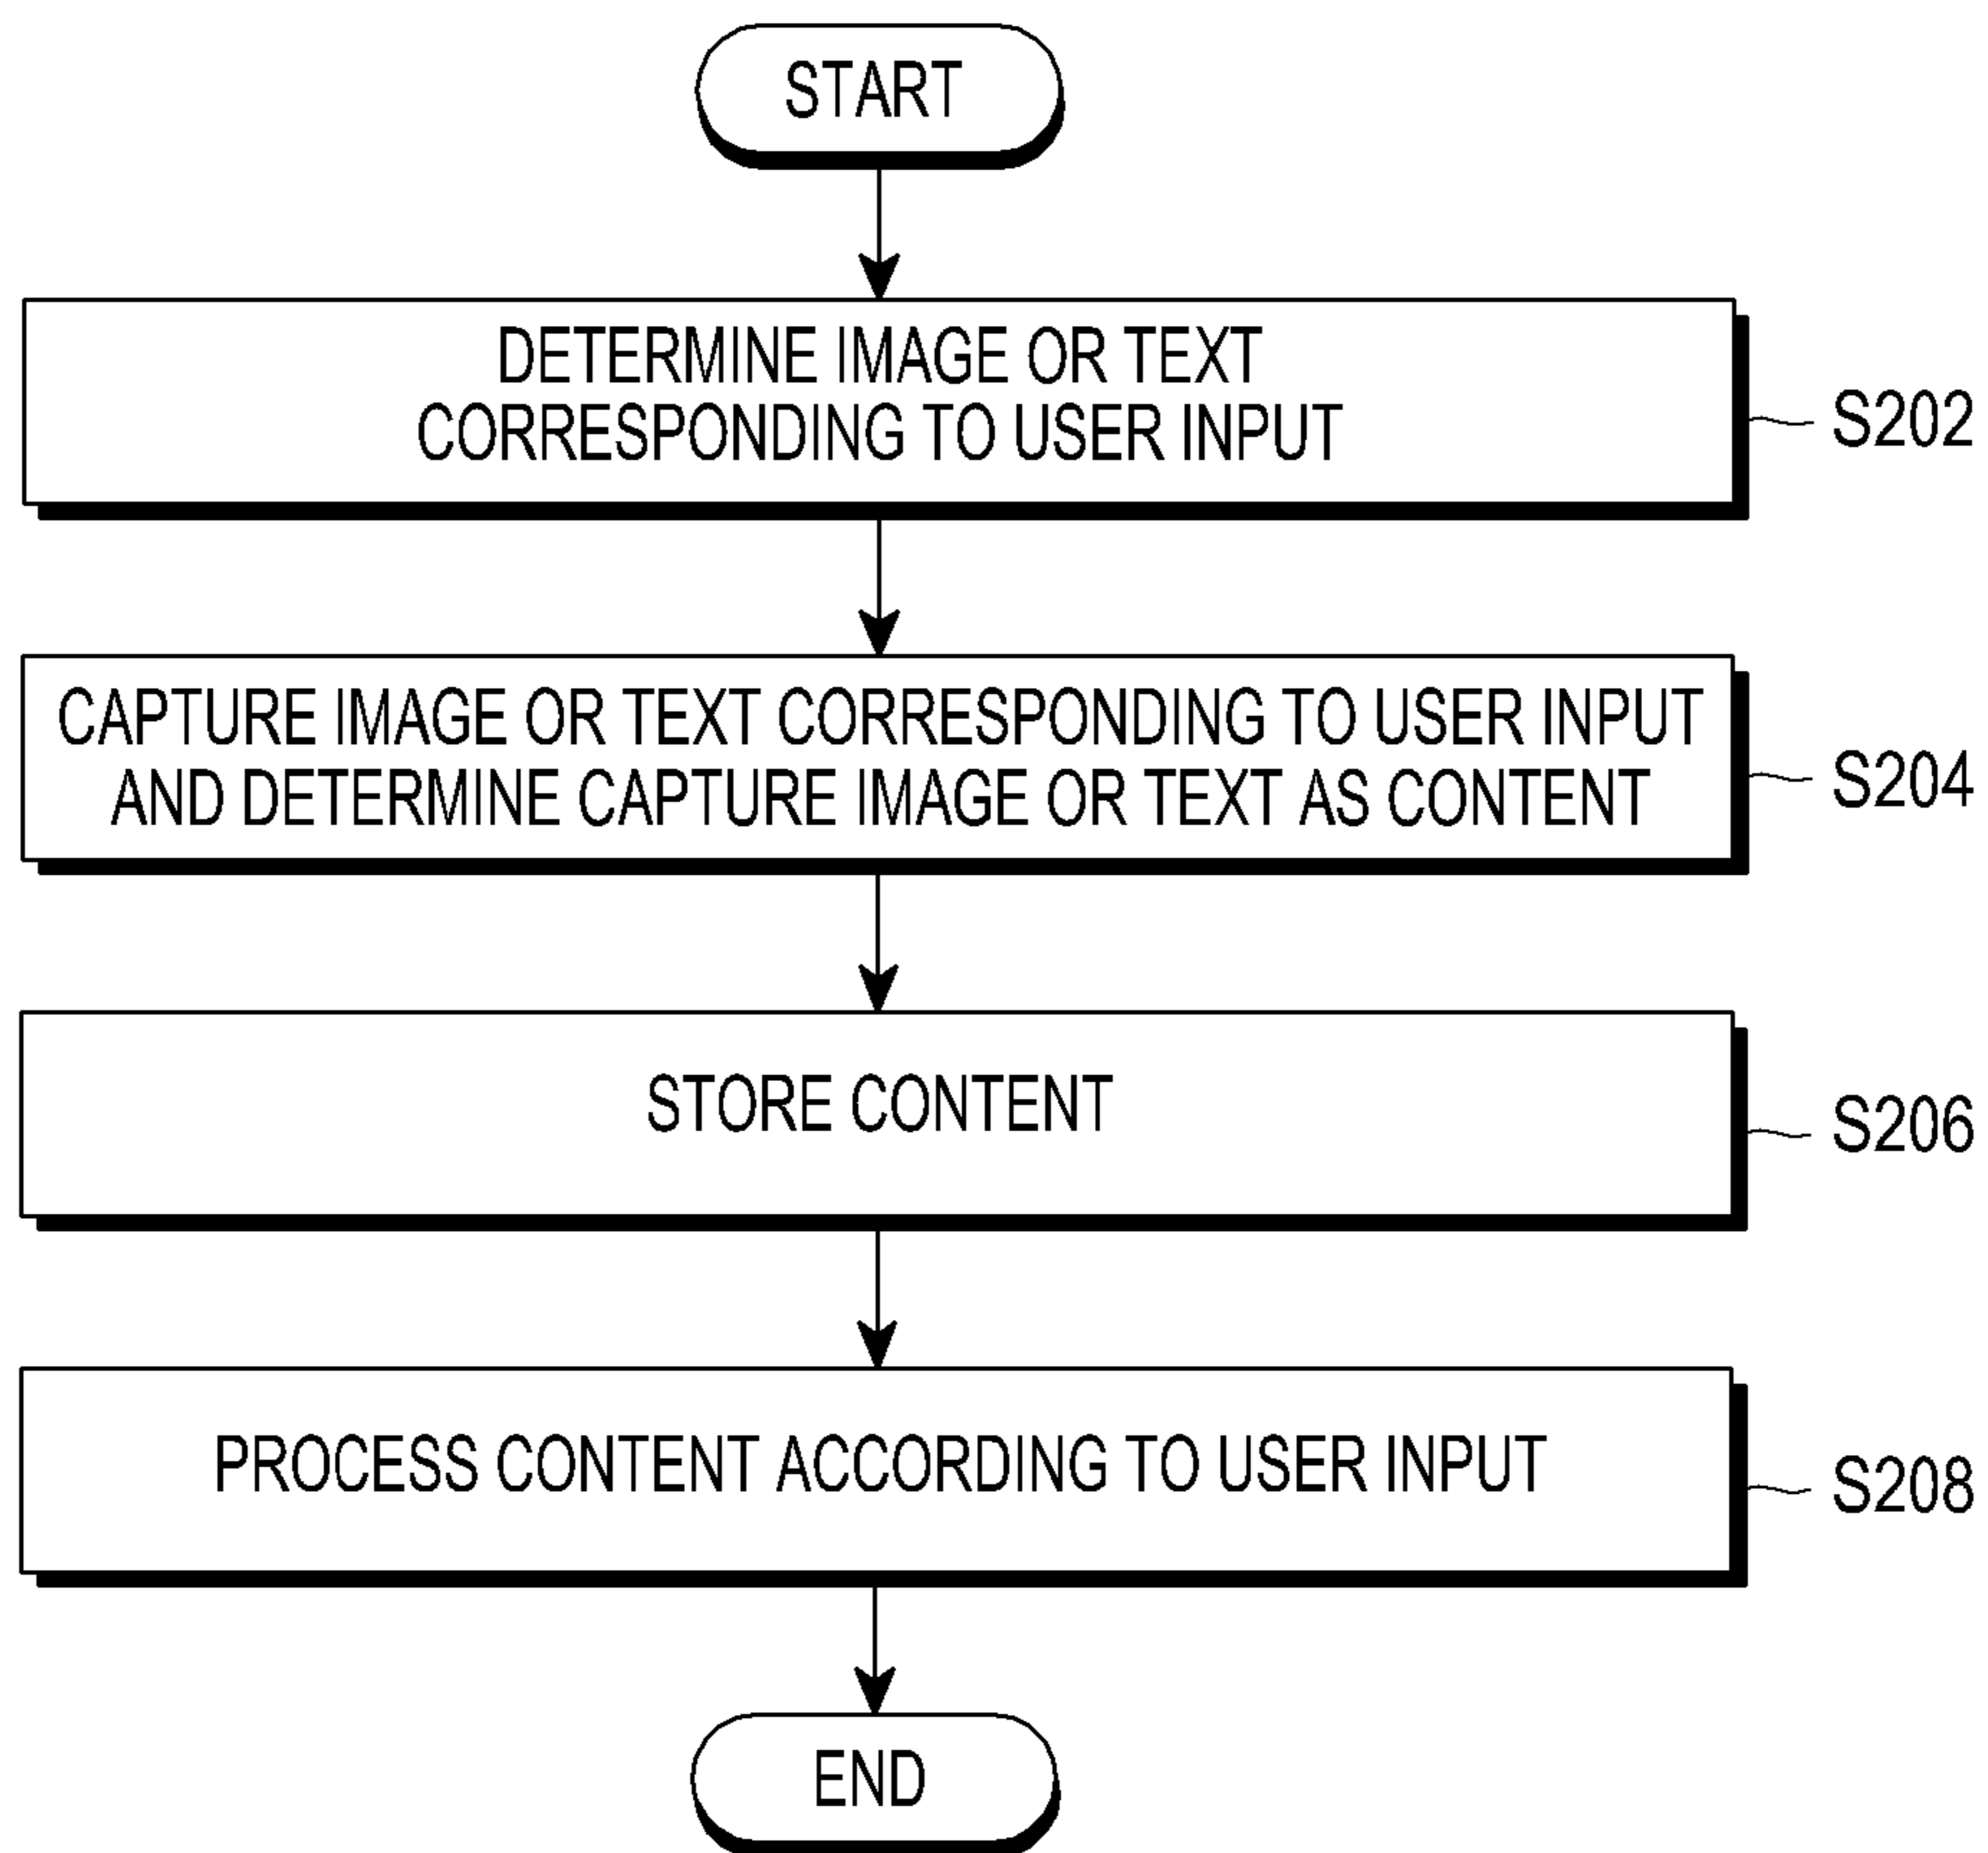 START
DETERMINE IMAGE OR TEXT
CORRESPONDING TO USER INPUT
S202
CAPTURE IMAGE OR TEXT CORRESPONDING TO USER INPUT
AND DETERMINE CAPTURE IMAGE OR TEXT AS CONTENT
S204
STORE CONTENT
S206
PROCESS CONTENT ACCORDING TO USER INPUT
S208
END